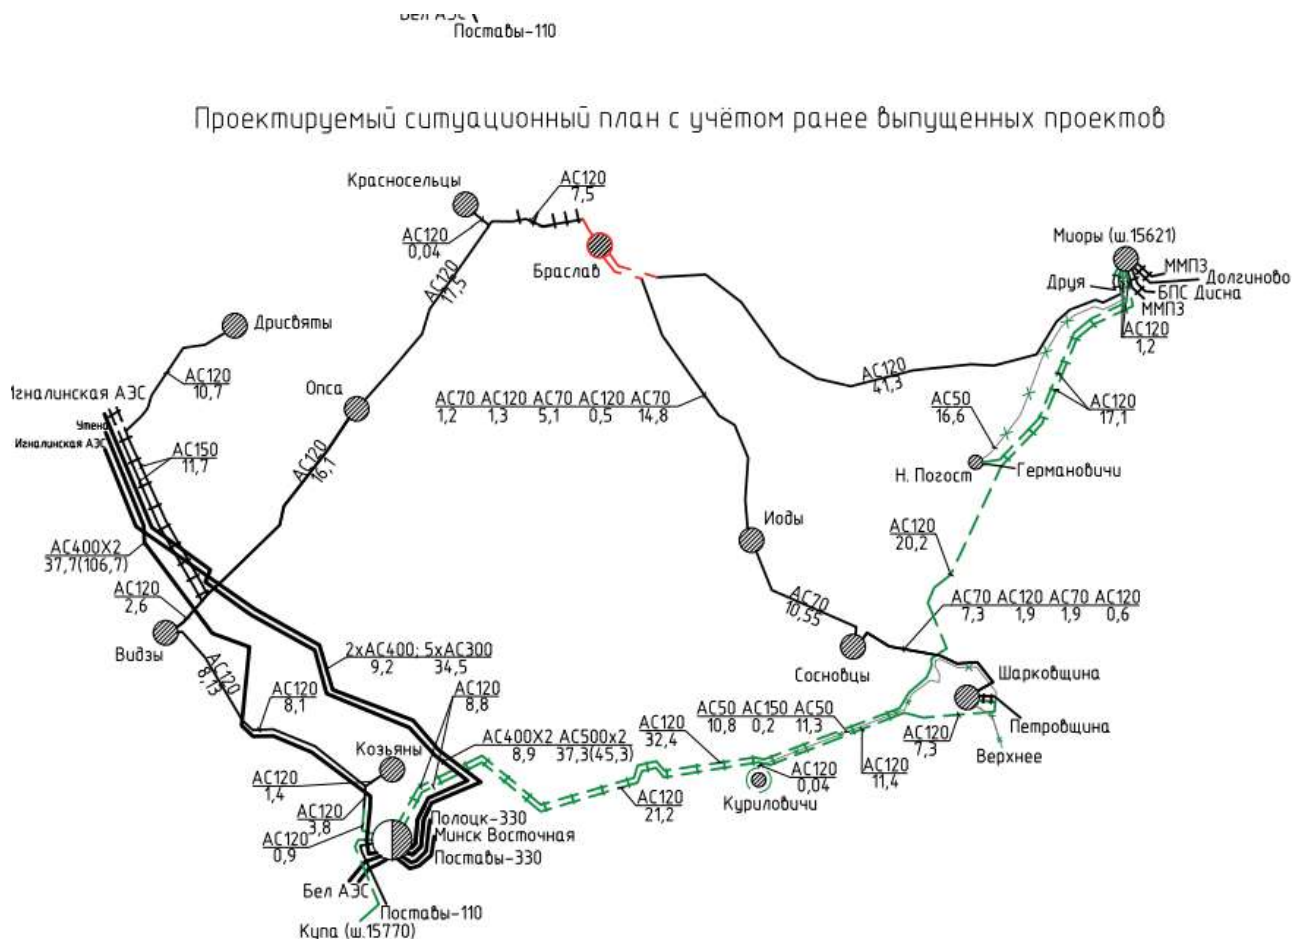 Бел АЭС
Поставы-110
Проектируемый ситуационный план с учётом ранее выпущенных проектов
Красносельцы
АС120
7,5
АС120
0,04
Браслав
Миоры (ш.15621)
ММПЗ
Долгиново
Друя
БПС Дисна
ММПЗ
АС120
1,2
АС120
17,5
Дрисвяты
АС120
10,7
Опса
Игналинская АЭС
Утена
Игналинская АЭС
АС150
11,7
АС120
16,1
АС120
41,3
АС70 АС120 АС70 АС120 АС70
1,2 1,3 5,1 0,5 14,8
АС50
16,6
АС120
17,1
Н. Погост
Германовичи
Иоды
АС120
20,2
АС400Х2
37,7(106,7)
АС120
2,6
Видзы
АС70
10,55
АС70 АС120 АС70 АС120
7,3 1,9 1,9 0,6
Сосновцы
Шарковщина
Петровщина
Верхнее
АС120
7,3
2хАС400; 5хАС300
9,2 34,5
АС120
8,13
АС120
8,1
АС120
8,8
АС50 АС150 АС50
10,8 0,2 11,3
АС120
32,4
АС400Х2 АС500х2
8,9 37,3(45,3)
Козьяны
АС120
1,4
АС120
3,8
АС120
0,9
АС120
0,04
АС120
11,4
Куриловичи
АС120
21,2
Полоцк-330
Минск Восточная
Поставы-330
Бел АЭС
Поставы-110
Купа (ш.15770)